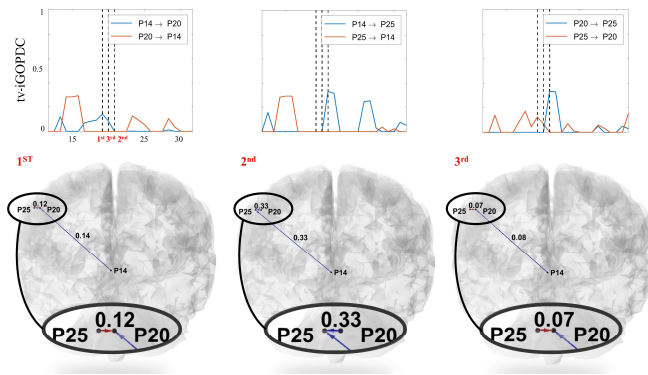 tv-iGOPDC
1
0.5
0
P14 → P20
P20 → P14
15
1st 3rd 2nd
25
30
P14 → P25
P25 → P14
P20 → P25
P25 → P20
1ST
0.12
P25
P20
0.14
P14
0.12
P25
P20
2nd
0.33
P25
P20
0.33
P14
0.33
P25
P20
3rd
0.07
P25
P20
0.08
P14
0.07
P25
P20